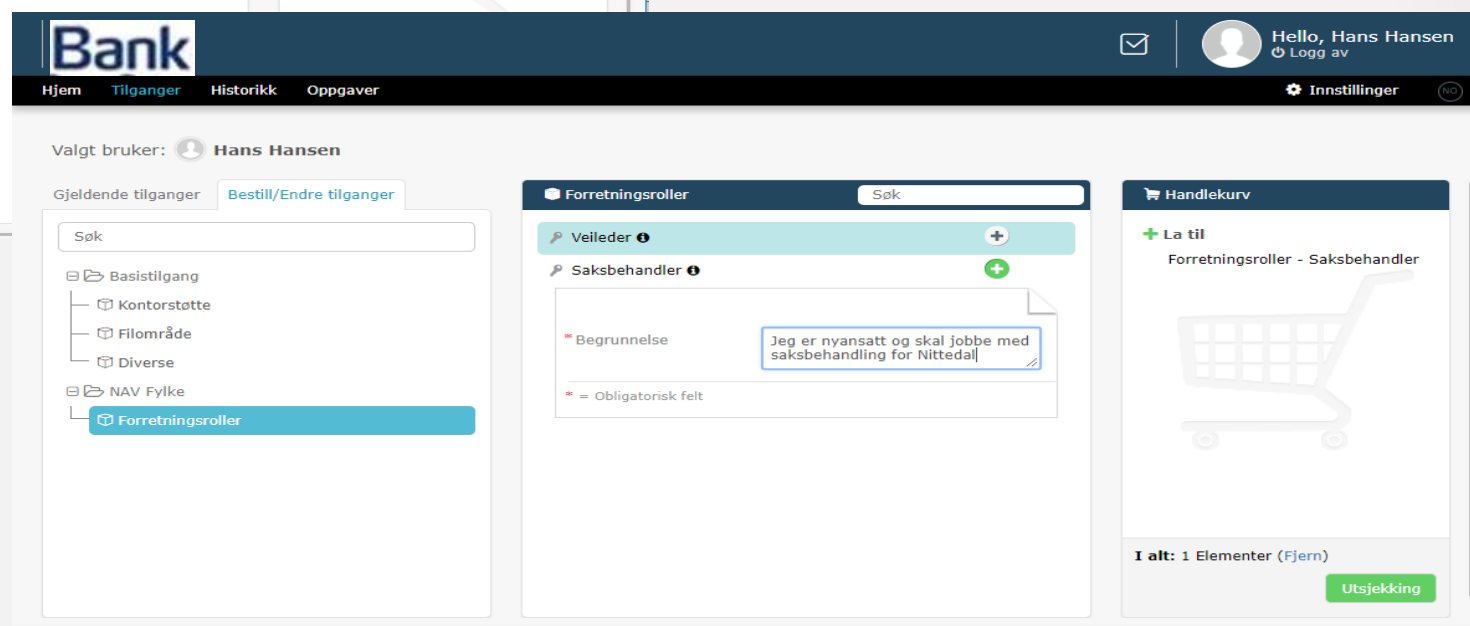 Bank
Hello, Hans Hansen
Logg av
Hjem Tilganger Historikk Oppgaver
Innstillinger NO
Valgt bruker: Hans Hansen
Gjeldende tilganger Bestill/Endre tilganger
Søk
Basistilgang
Kontorstøtte
Filområde
Diverse
NAV Fylke
Forretningsroller
Forretningsroller Søk
Veileder
Saksbehandler
* Begrunnelse
Jeg er nyansatt og skal jobbe med
saksbehandling for Nittedal
* = Obligatorisk felt
Handlekurv
La til
Forretningsroller - Saksbehandler
I alt: 1 Elementer (Fjern)
Utsjekking